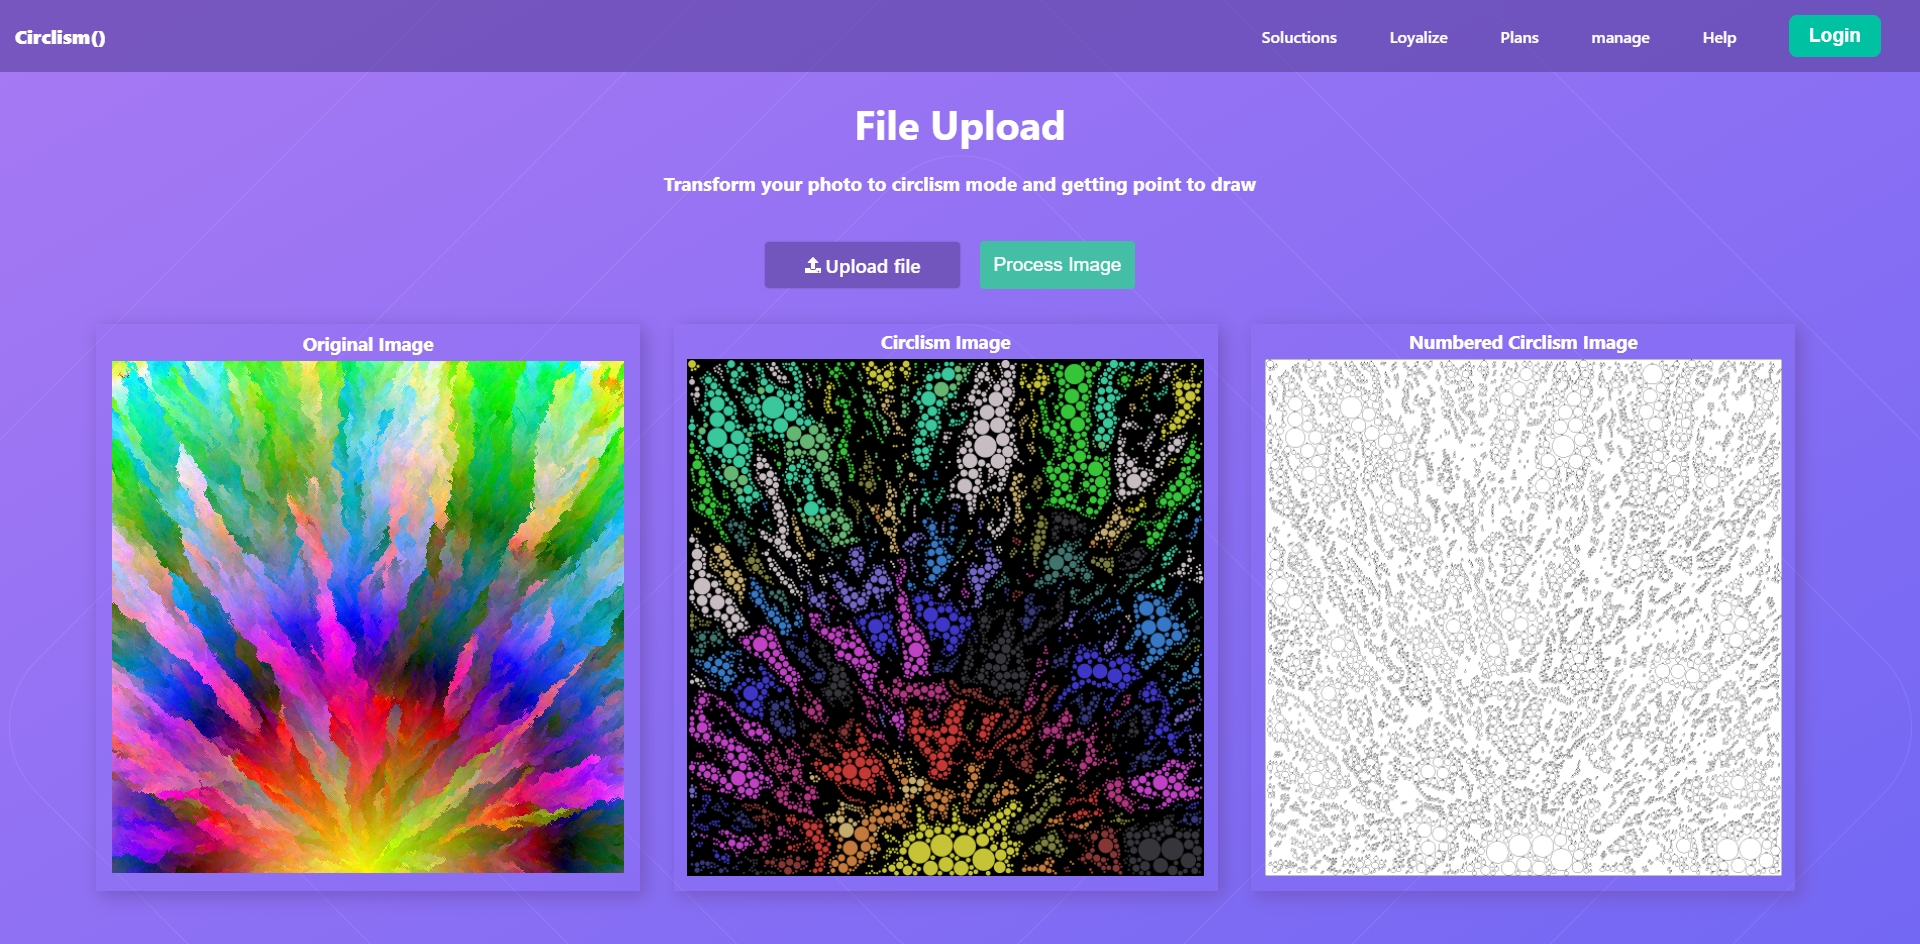 Circlism()
Soluctions
Loyalize
Plans
manage
Help
Login
File Upload
Transform your photo to circlism mode and getting point to draw
Upload file
Process Image
Original Image
Circlism Image
Numbered Circlism Image